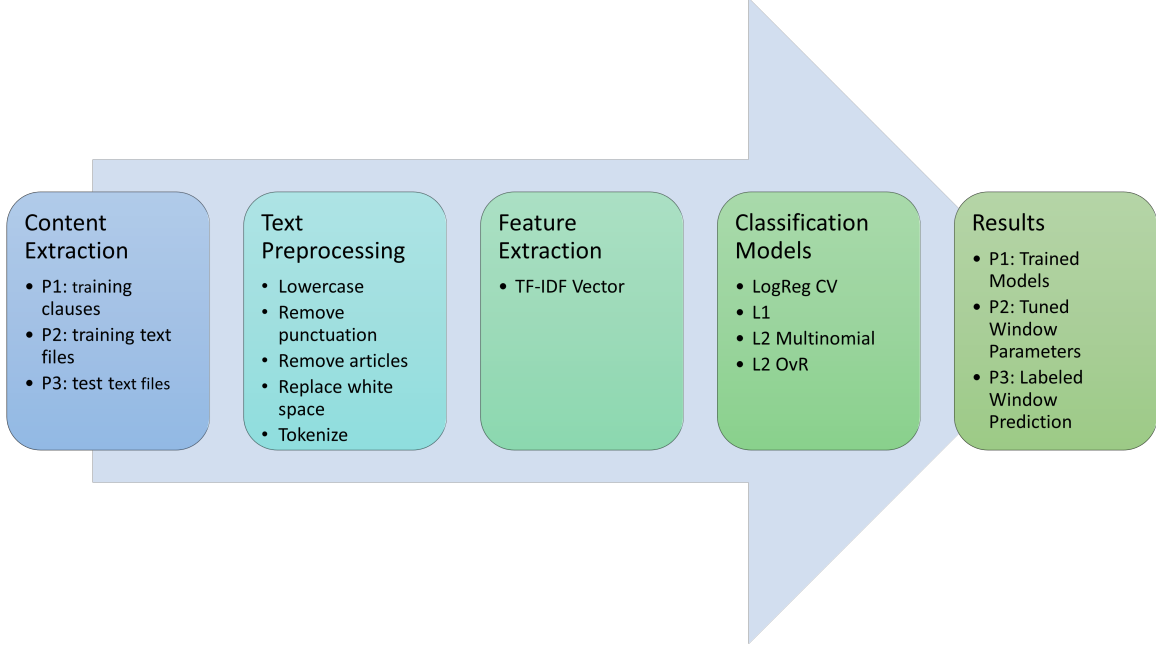 Content
Extraction
• P1: training
clauses
• P2: training text
files
• P3: test text files
Text
Preprocessing
• Lowercase
• Remove
punctuation
• Remove articles
• Replace white
space
• Tokenize
Feature
Extraction
• TF-IDF Vector
Classification
Models
• LogReg CV
• L1
• L2 Multinomial
• L2 OvR
Results
• P1: Trained
Models
• P2: Tuned
Window
Parameters
• P3: Labeled
Window
Prediction